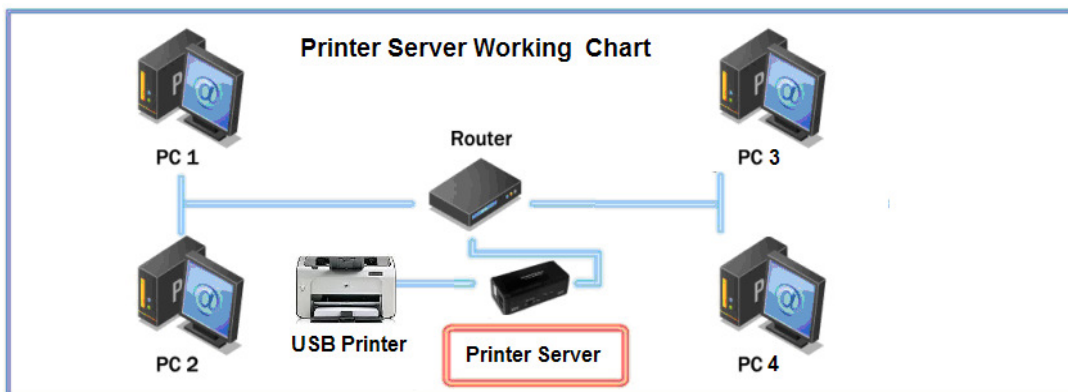 Printer Server Working Chart
Router
PC 1
PC 3
USB Printer
Printer Server
PC 2
PC 4